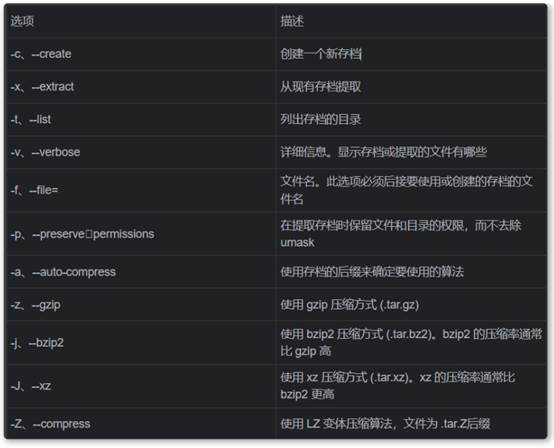 选项 描述
-c、--create 创建一个新存档
-x、--extract 从现有存档提取
-t、--list 列出存档的目录
-v、--verbose 详细信息。显示存档或提取的文件有哪些
-f、--file= 文件名。此选项必须后接要使用或创建的存档的文
件名
-p、--preserve□permissions 在提取存档时保留文件和目录的权限，而不去除
umask
-a、--auto-compress 使用存档的后缀来确定要使用的算法
-z、--gzip 使用 gzip 压缩方式 (.tar.gz)
-j、--bzip2 使用 bzip2 压缩方式 (.tar.bz2)。bzip2 的压缩率通常
比 gzip 高
-J、--xz 使用 xz 压缩方式 (.tar.xz)。xz 的压缩率通常比
bzip2 更高
-Z、--compress 使用 LZ 变体压缩算法，文件为 .tar.Z后缀